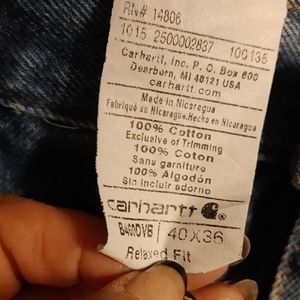 RN# 14806
1015 2500002837 100135
Carhartt, Inc. P.O. Box 600
Dearborn, MI 48121 USA
carhartt.com
Made in Nicaragua
Fabriqué au Nicaragua.Hecho en Nicaragua
100% Cotton
Exclusive of Trimming
100% Coton
Sans garniture
100% Algodón
Sin incluir adorno
carhartt
B460DVB 40X36
Relaxed Fit